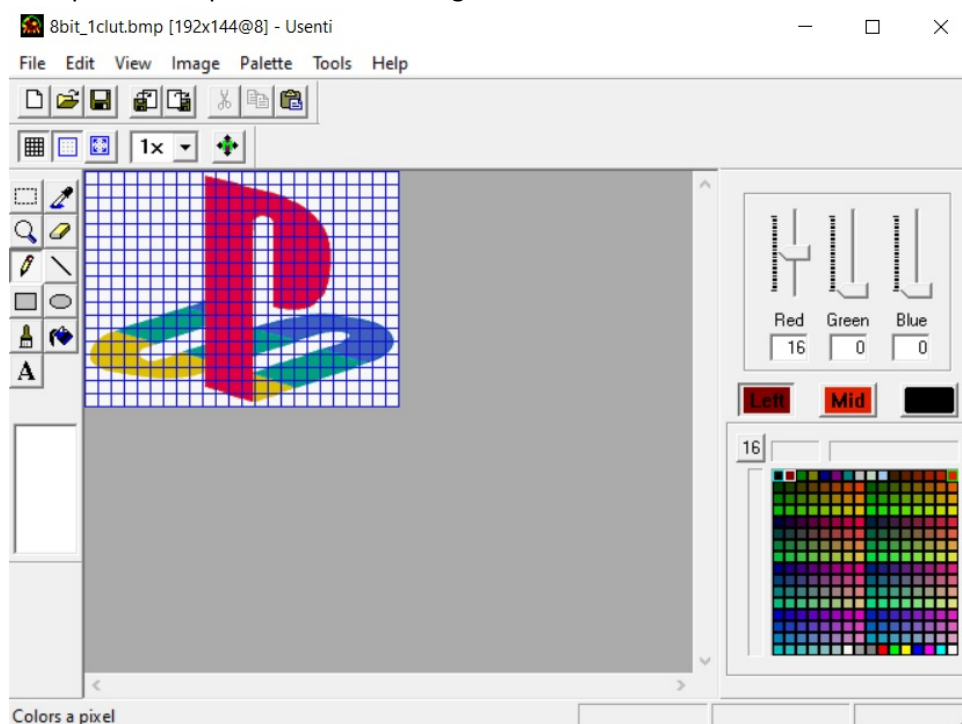 8bit_1clut.bmp [192x144@8] - Usenti
File Edit View Image Palette Tools Help
1x
A
Red Green Blue
16 0 0
Left Mid
16
Colors a pixel